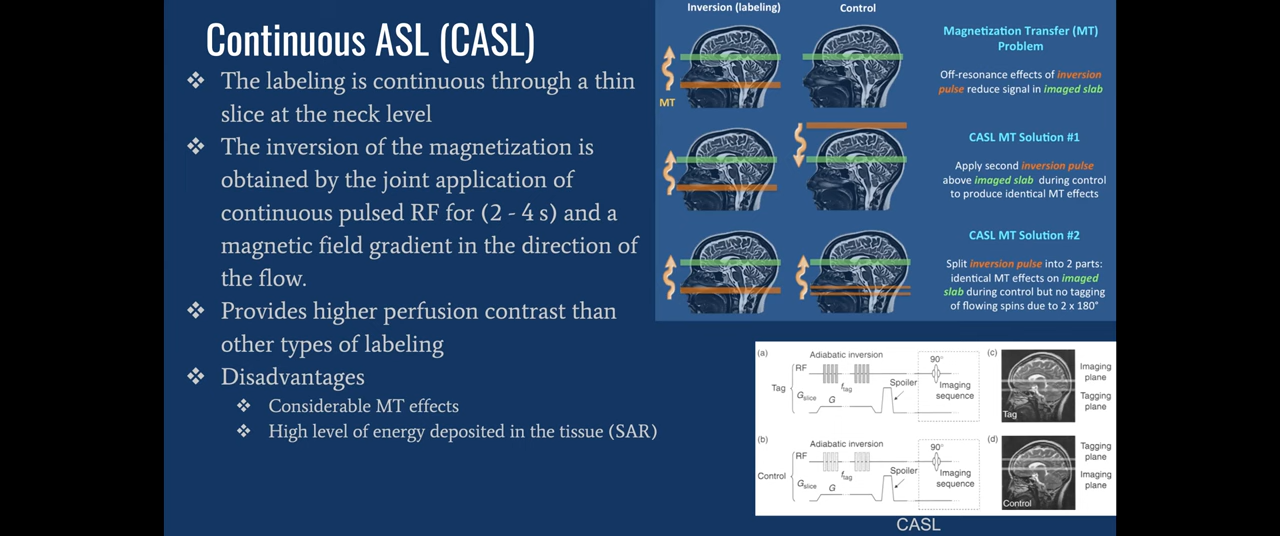 Continuous ASL (CASL)
❖ The labeling is continuous through a thin
slice at the neck level
❖ The inversion of the magnetization is
obtained by the joint application of
continuous pulsed RF for (2 - 4 s) and a
magnetic field gradient in the direction of
the flow.
❖ Provides higher perfusion contrast than
other types of labeling
❖ Disadvantages
❖ Considerable MT effects
❖ High level of energy deposited in the tissue (SAR)
Inversion (labeling)
Control
MT
Magnetization Transfer (MT)
Problem
Off-resonance effects of inversion
pulse reduce signal in imaged slab
CASL MT Solution #1
Apply second inversion pulse
above imaged slab during control
to produce identical MT effects
CASL MT Solution #2
Split inversion pulse into 2 parts:
identical MT effects on imaged
slab during control but no tagging
of flowing spins due to 2 x 180°
(a)
Adiabatic inversion
RF
90°
Tag
ftag
Spoiler
Imaging
sequence
Gslice
G
(c)
Imaging
plane
Tagging
plane
Tag
(b)
Adiabatic inversion
RF
90°
Control
ftag
Spoiler
Imaging
sequence
Gslice
G
(d)
Tagging
plane
Imaging
plane
Control
CASL